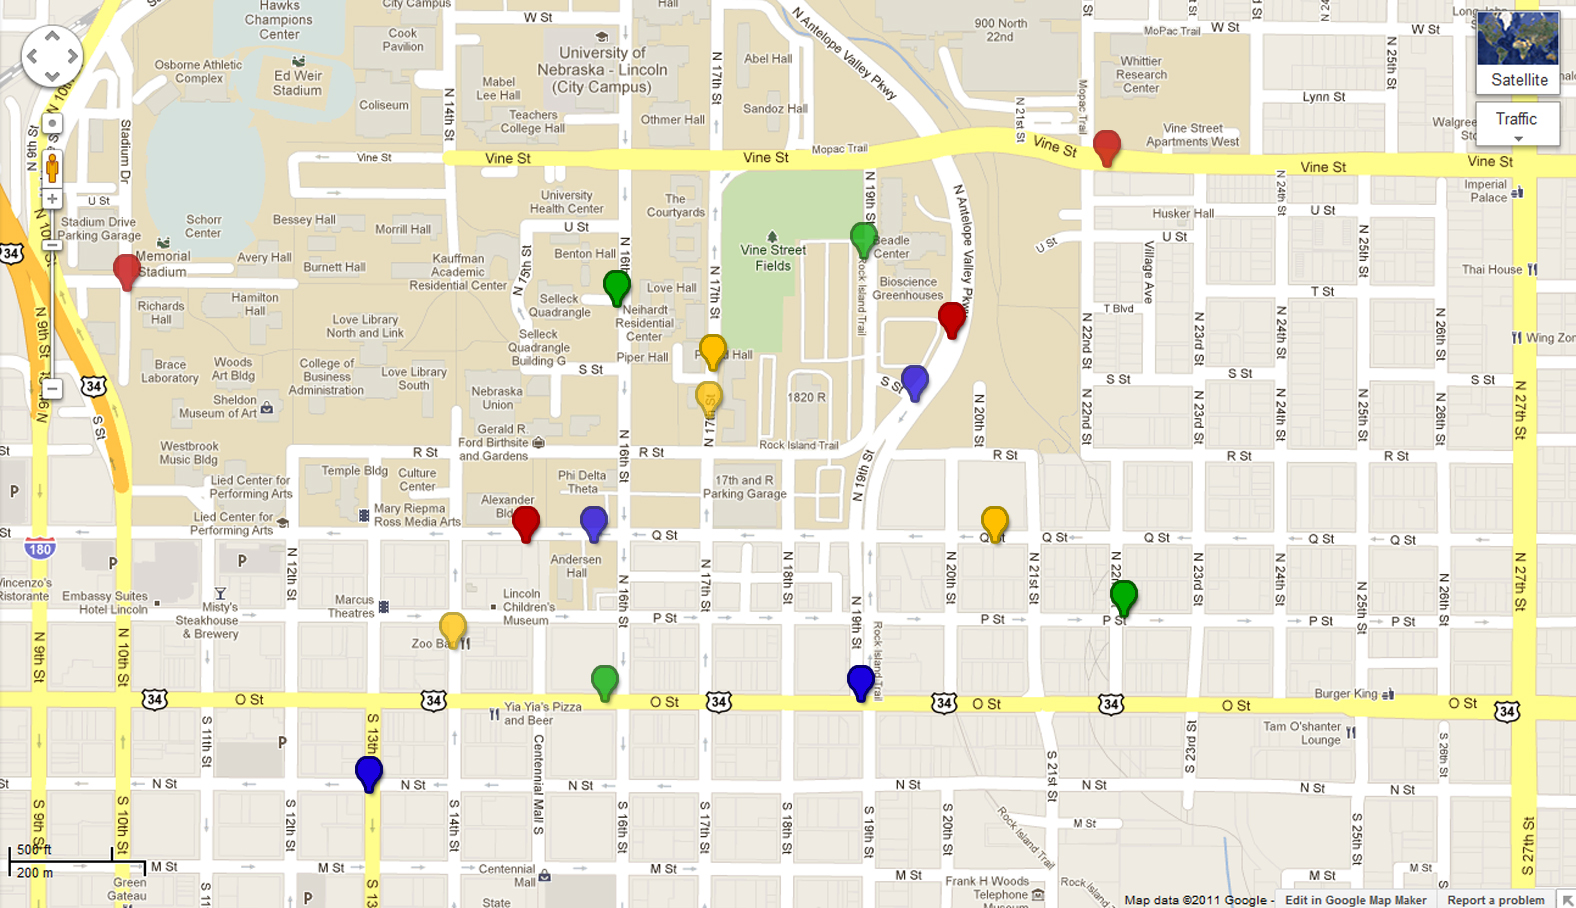 Hawks
Champions
Center
City Campus
Hall
W St
Cook
Pavilion
University of
Nebraska - Lincoln
(City Campus)
Abel Hall
N Antelope Valley Pkwy
900 North
22nd
MoPac Trail
W St
W St
Satellite
Traffic
Osborne Athletic
Complex
Ed Weir
Stadium
Coliseum
Mabel
Lee Hall
Teachers
College Hall
Othmer Hall
Sandoz Hall
N 17th St
N 14th St
Whittier
Research
Center
Lynn St
N 25th St
Mopac Trail
N 21st St
Vine Street
Apartments West
N 9th St
Stadium Dr
Vine St
Vine St
Vine St
Mopac Trail
Vine St
Vine St
Vine St
Imperial
Palace
U St
Stadium Drive
Parking Garage
Schorr
Center
Bessey Hall
Morrill Hall
University
Health Center
U St
The
Courtyards
N 19th St
N Antelope Valley Pkwy
Husker Hall
U St
U St
U St
N 24th St
34
Memorial
Stadium
Avery Hall
Burnett Hall
Kauffman
Academic
Residential Center
Benton Hall
N 15th St
N 16th
Vine Street
Fields
Beadle
Center
Village Ave
N 25th St
Thai House
Richards
Hall
Hamilton
Hall
Love Library
North and Link
Selleck
Quadrangle
Love Hall
Neihardt
Residential
Center
N 17th St
Rock Island Trail
Bioscience
Greenhouses
T Blvd
T St
N 9th St
Selleck
Quadrangle
Building G
Piper Hall
Hall
N 22nd St
N 23rd St
N 24th St
N 26th St
Wing Zon
Brace
Laboratory
Woods
Art Bldg
College of
Business
Administration
Love Library
South
S St
S St
S St
S St
S St
34
Sheldon
Museum of Art
Nebraska
Union
1820 R
N 20th St
N 22nd St
N 23rd St
N 24th St
N 25th St
N 26th St
N 27th St
S St
Westbrook
Music Bldg
Gerald R.
Ford Birthsite
and Gardens
R St
R St
Rock Island Trail
R St
R St
R St
N 16th St
N 19th St
P
Temple Bldg
Culture
Center
Phi Delta
Theta
17th and R
Parking Garage
Lied Center for
Performing Arts
Lied Center for
Performing Arts
Mary Riepma
Ross Media Arts
Alexander
Q St
Q St
Q St
Q St
Q St
180
P
P
N 12th St
Andersen
Hall
N 16th St
N 17th St
N 18th St
N 20th St
N 21st St
N 23rd St
N 24th St
N 25th St
N 26th St
N 27th St
Vincenzo's
Ristorante
Embassy Suites
Hotel Lincoln
Misty's
Steakhouse
& Brewery
Marcus
Theatres
Lincoln
Children's
Museum
P St
P St
P St
P St
P St
N 19th St
Rock Island Trail
Zoo Bar
N 9th St
N 10th St
34
O St
34
Yia Yia's Pizza
and Beer
O St
34
34
O St
34
O St
Burger King
O St
34
Tam O'shanter
Lounge
S 11th St
P
S 13th
Centennial Mall S
S 21st St
S 23rd St
S 26th St
N St
N St
N St
N St
N St
N St
S 9th St
S 10th St
S 12th St
S 14th St
S 16th St
S 17th St
S 18th St
S 19th St
S 20th St
Rock Island Trail
M St
S 25th St
S 27th St
500 ft
200 m
M St
M St
Centennial
Mall
M St
M St
M St
M St
Green
Gateau
P
S 13
State
Frank H Woods
Telephone
Museum
Rock Island
Map data ©2011 Google -
Edit in Google Map Maker
Report a problem